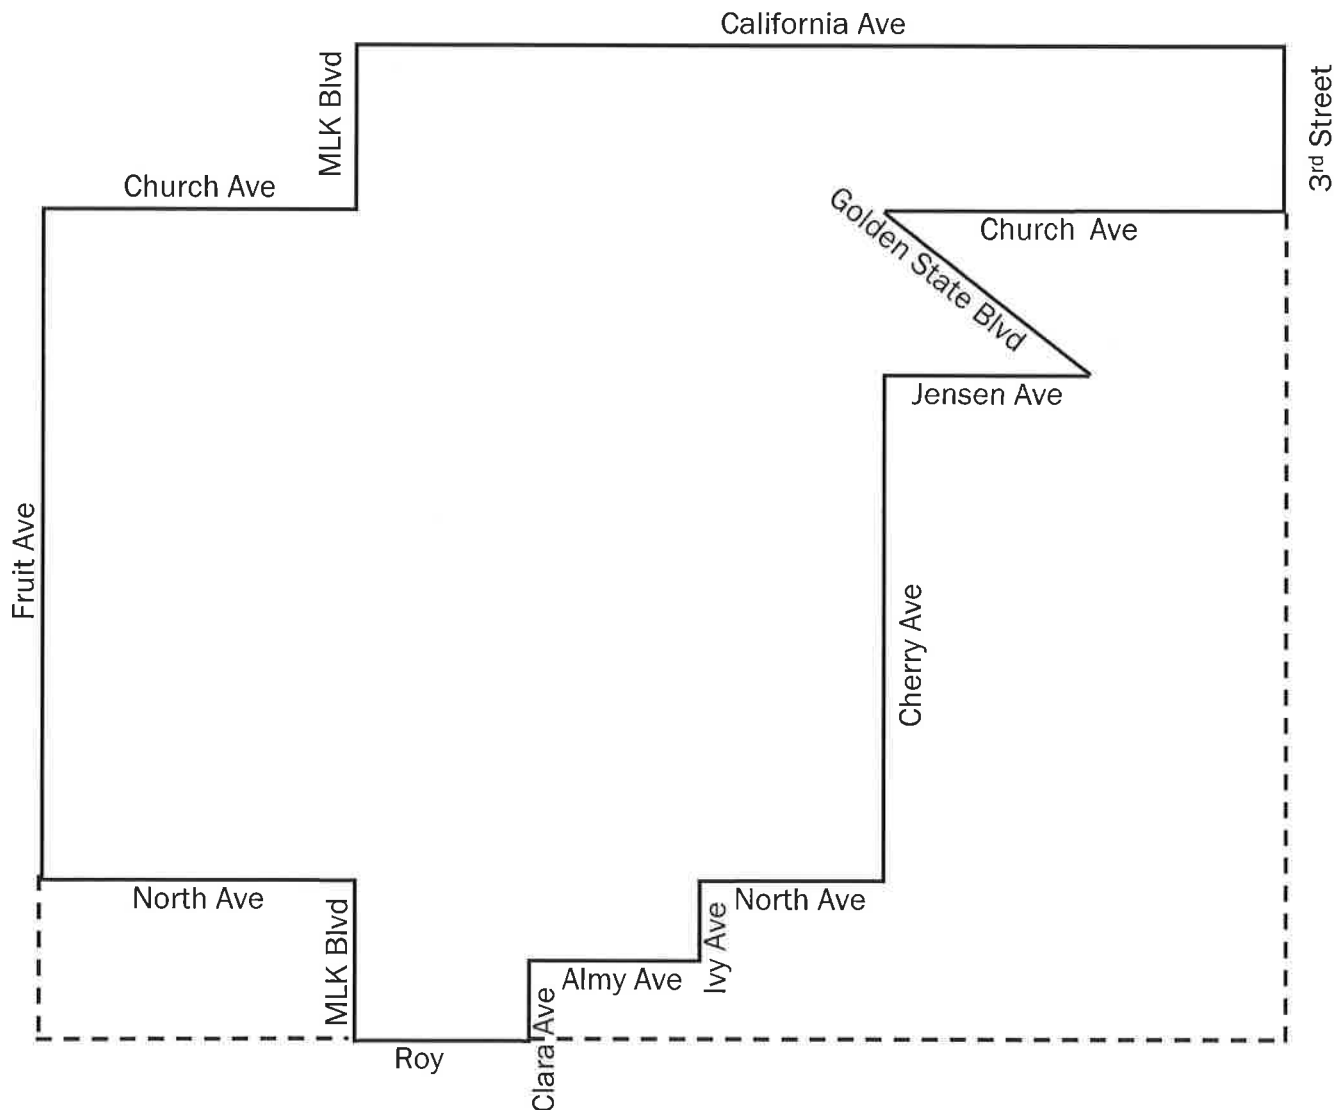 California Ave
MLK Blvd
3rd Street
Church Ave
Golden State Blvd
Church Ave
Jensen Ave
Fruit Ave
Cherry Ave
North Ave
MLK Blvd
North Ave
Ivy Ave
Almy Ave
Clara Ave
Roy